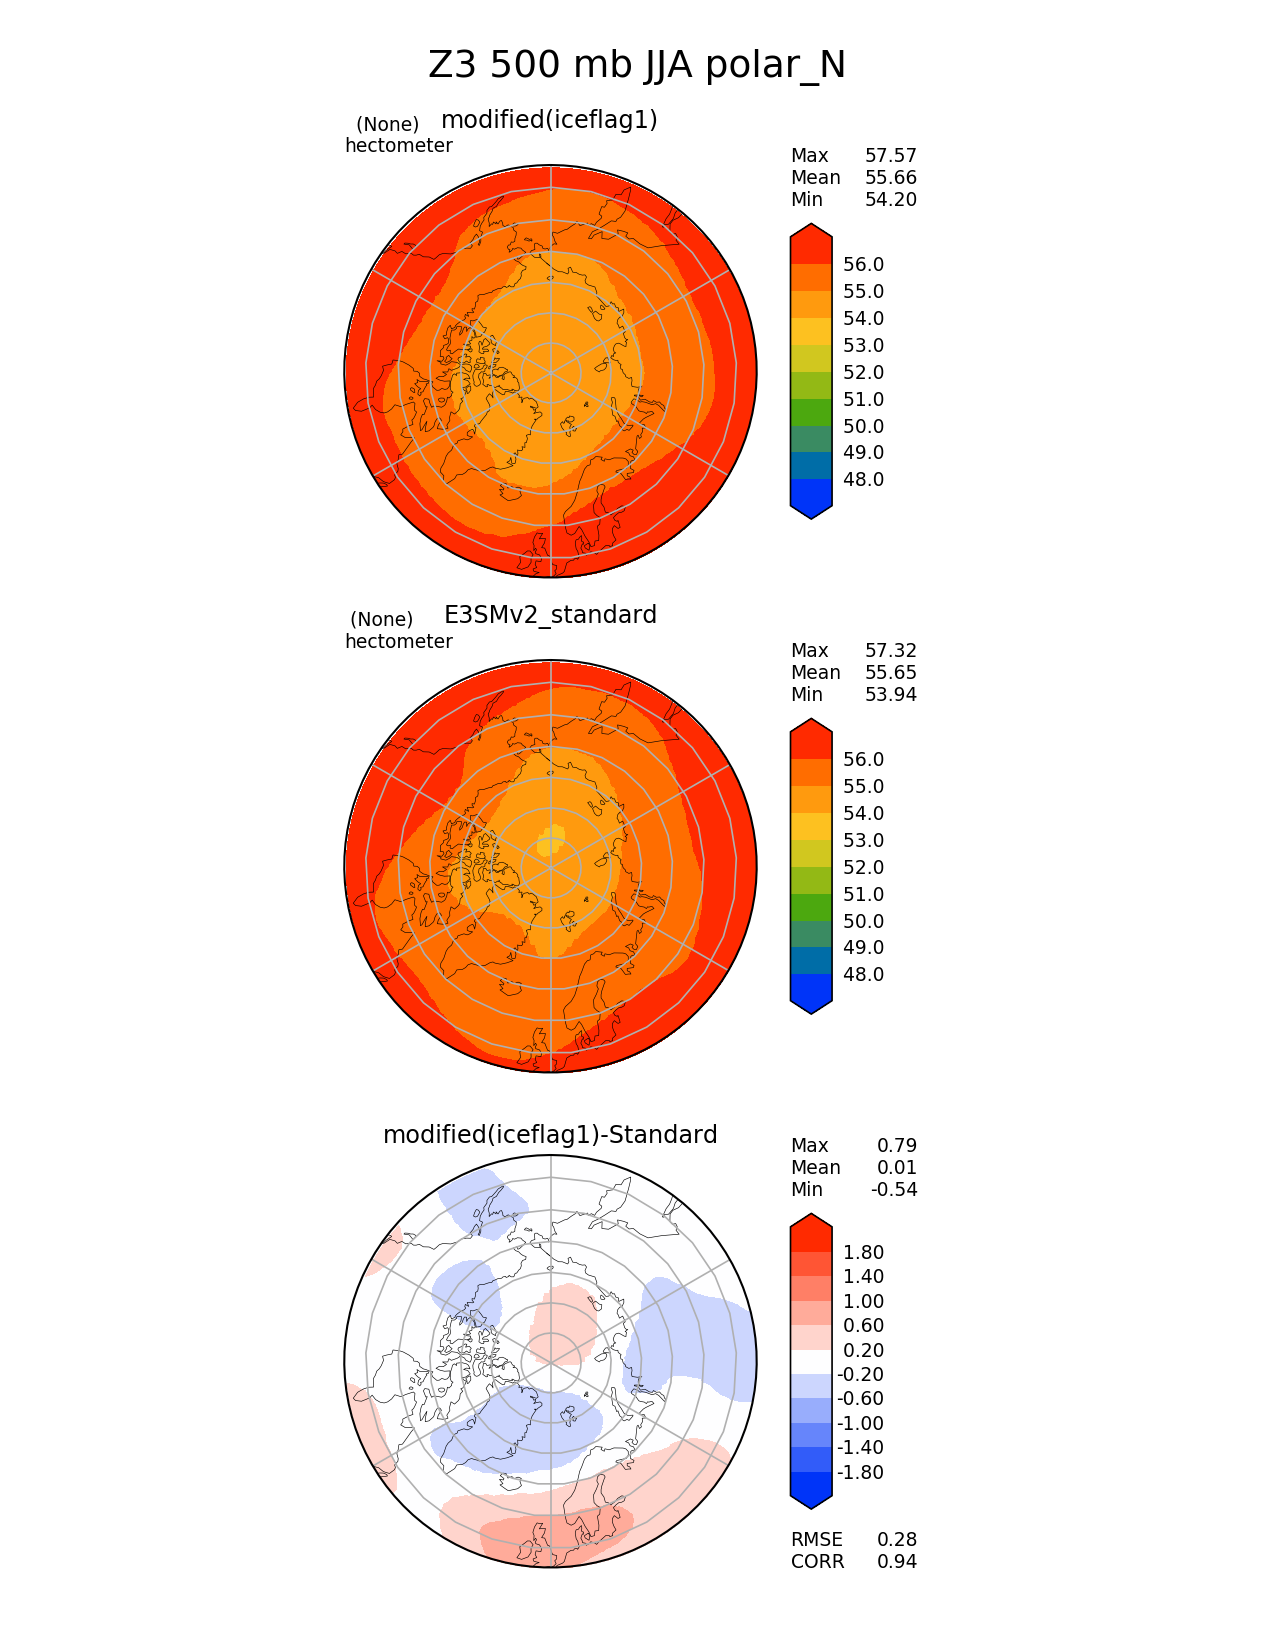 Z3 500 mb JJA polar_N
(None) modified(iceflag1)
hectometer
Max 57.57
Mean 55.66
Min 54.20
56.0
55.0
54.0
53.0
52.0
51.0
50.0
49.0
48.0
(None) E3SMv2_standard
hectometer
Max 57.32
Mean 55.65
Min 53.94
56.0
55.0
54.0
53.0
52.0
51.0
50.0
49.0
48.0
modified(iceflag1)-Standard
Max 0.79
Mean 0.01
Min -0.54
1.80
1.40
1.00
0.60
0.20
-0.20
-0.60
-1.00
-1.40
-1.80
RMSE 0.28
CORR 0.94